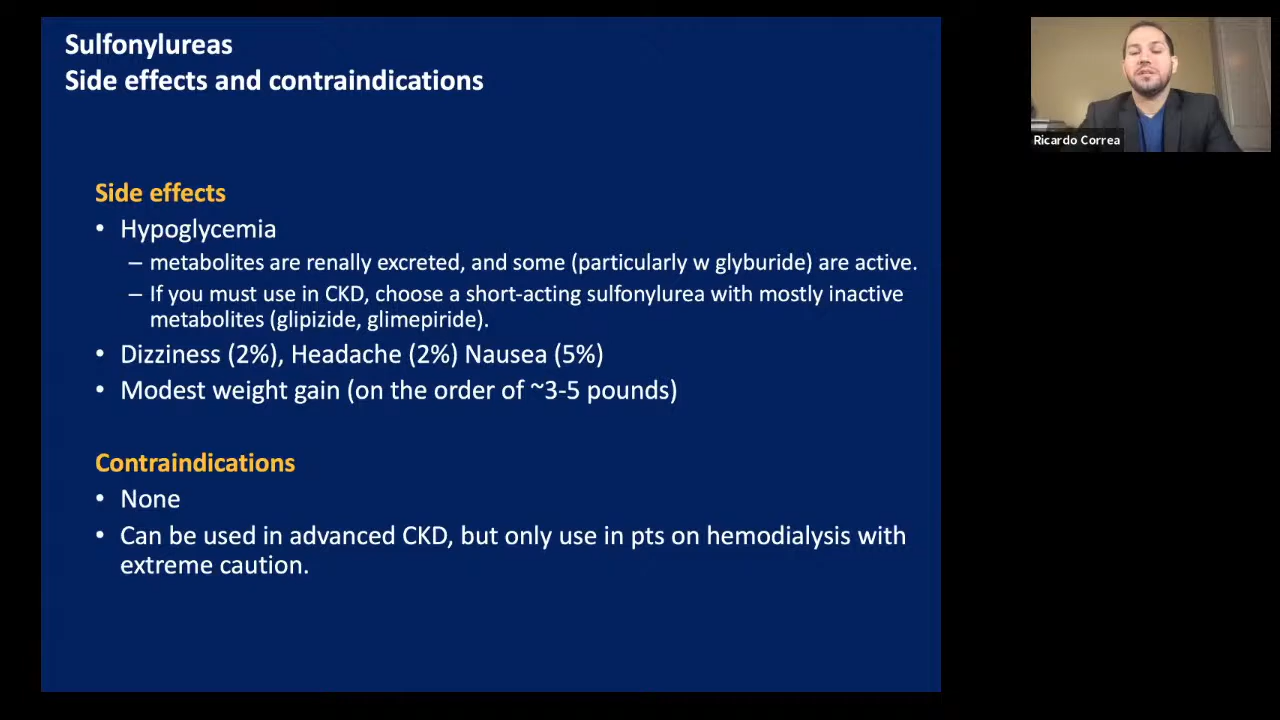 Sulfonylureas
Side effects and contraindications
Side effects
• Hypoglycemia
– metabolites are renally excreted, and some (particularly w glyburide) are active.
– If you must use in CKD, choose a short-acting sulfonylurea with mostly inactive
metabolites (glipizide, glimepiride).
• Dizziness (2%), Headache (2%) Nausea (5%)
• Modest weight gain (on the order of ~3-5 pounds)
Contraindications
• None
• Can be used in advanced CKD, but only use in pts on hemodialysis with
extreme caution.
Ricardo Correa